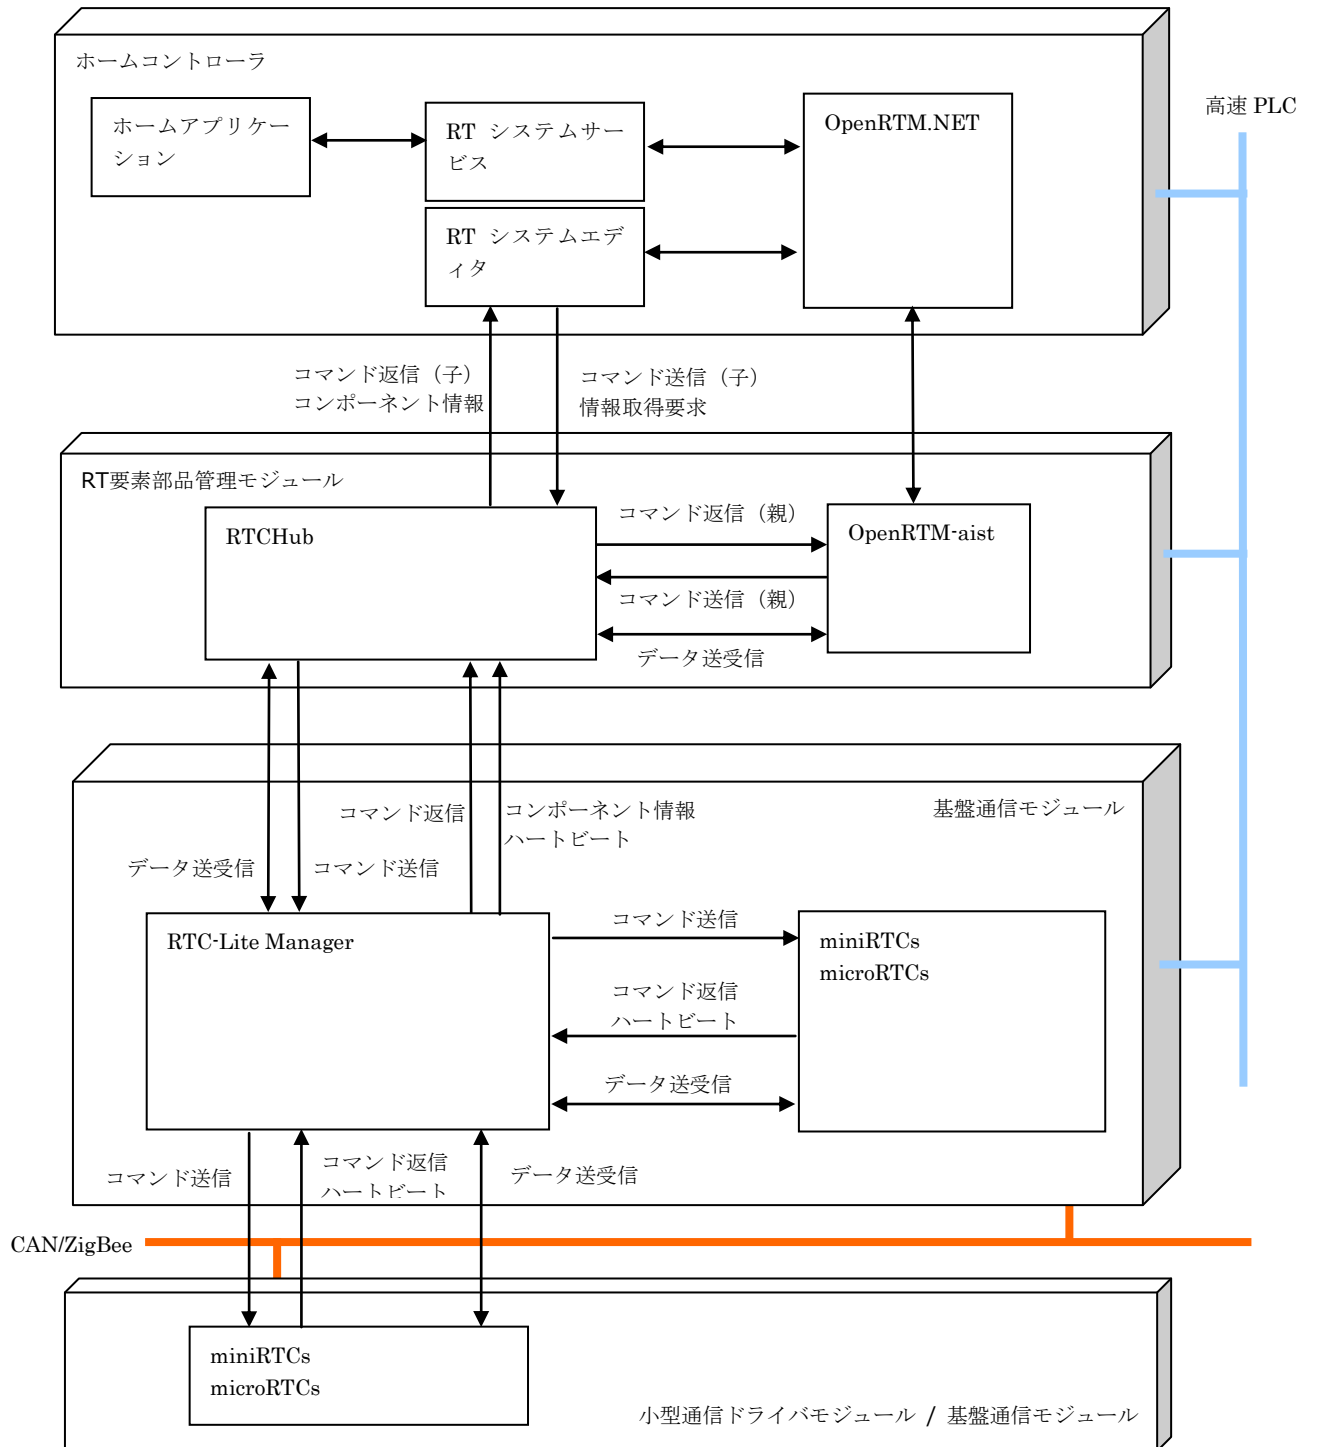 ホームコントローラ
ホームアプリケー
ション
RT システムサー
ビス
OpenRTM.NET
高速 PLC
RT システムエデ
ィタ
コマンド返信（子）
コンポーネント情報
コマンド送信（子）
情報取得要求
RT要素部品管理モジュール
RTCHub
コマンド返信（親）
OpenRTM-aist
コマンド送信（親）
データ送受信
基盤通信モジュール
コマンド返信
コンポーネント情報
ハートビート
データ送受信
コマンド送信
RTC-Lite Manager
コマンド送信
miniRTCs
microRTCs
コマンド返信
ハートビート
データ送受信
コマンド送信
コマンド返信
ハートビート
データ送受信
CAN/ZigBee
miniRTCs
microRTCs
小型通信ドライバモジュール / 基盤通信モジュール